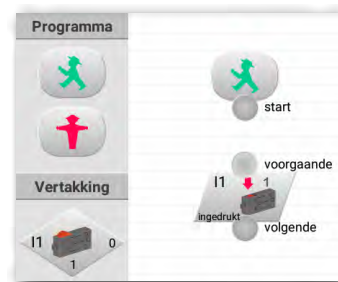 Programma
start
voorgaande
I1 1
ingedrukt
volgende
Vertakking
I1 0
1